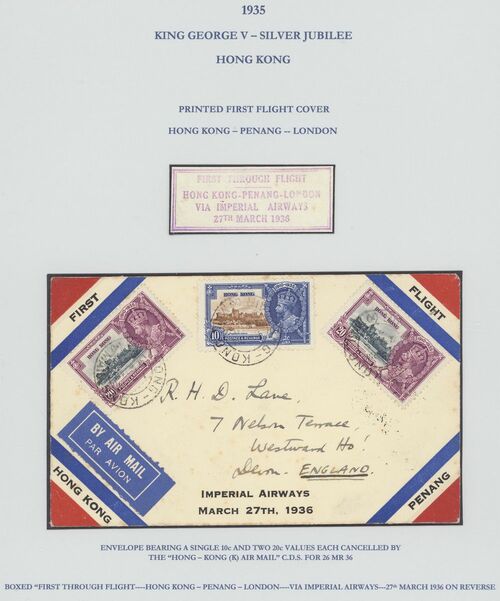 1935
KING GEORGE V – SILVER JUBILEE
HONG KONG
PRINTED FIRST FLIGHT COVER
HONG KONG – PENANG -- LONDON
FIRST THROUGH FLIGHT
HONG KONG-PENANG-LONDON
VIA IMPERIAL AIRWAYS
27TH MARCH 1936
FIRST
FLIGHT
HONG KONG
10
POSTAGE & REVENUE
HONG KONG
20
HONG KONG
20
HONG-KONG
R. H. D. Lane,
7 Nelson Terrace,
Westward Ho!
Devon. ENGLAND.
BY AIR MAIL
PAR AVION
HONG KONG
PENANG
IMPERIAL AIRWAYS
MARCH 27TH, 1936
ENVELOPE BEARING A SINGLE 10c AND TWO 20c VALUES EACH CANCELLED BY
THE "HONG – KONG (K) AIR MAIL" C.D.S. FOR 26 MR 36
BOXED "FIRST THROUGH FLIGHT----HONG KONG – PENANG – LONDON----VIA IMPERIAL AIRWAYS---27th MARCH 1936 ON REVERSE